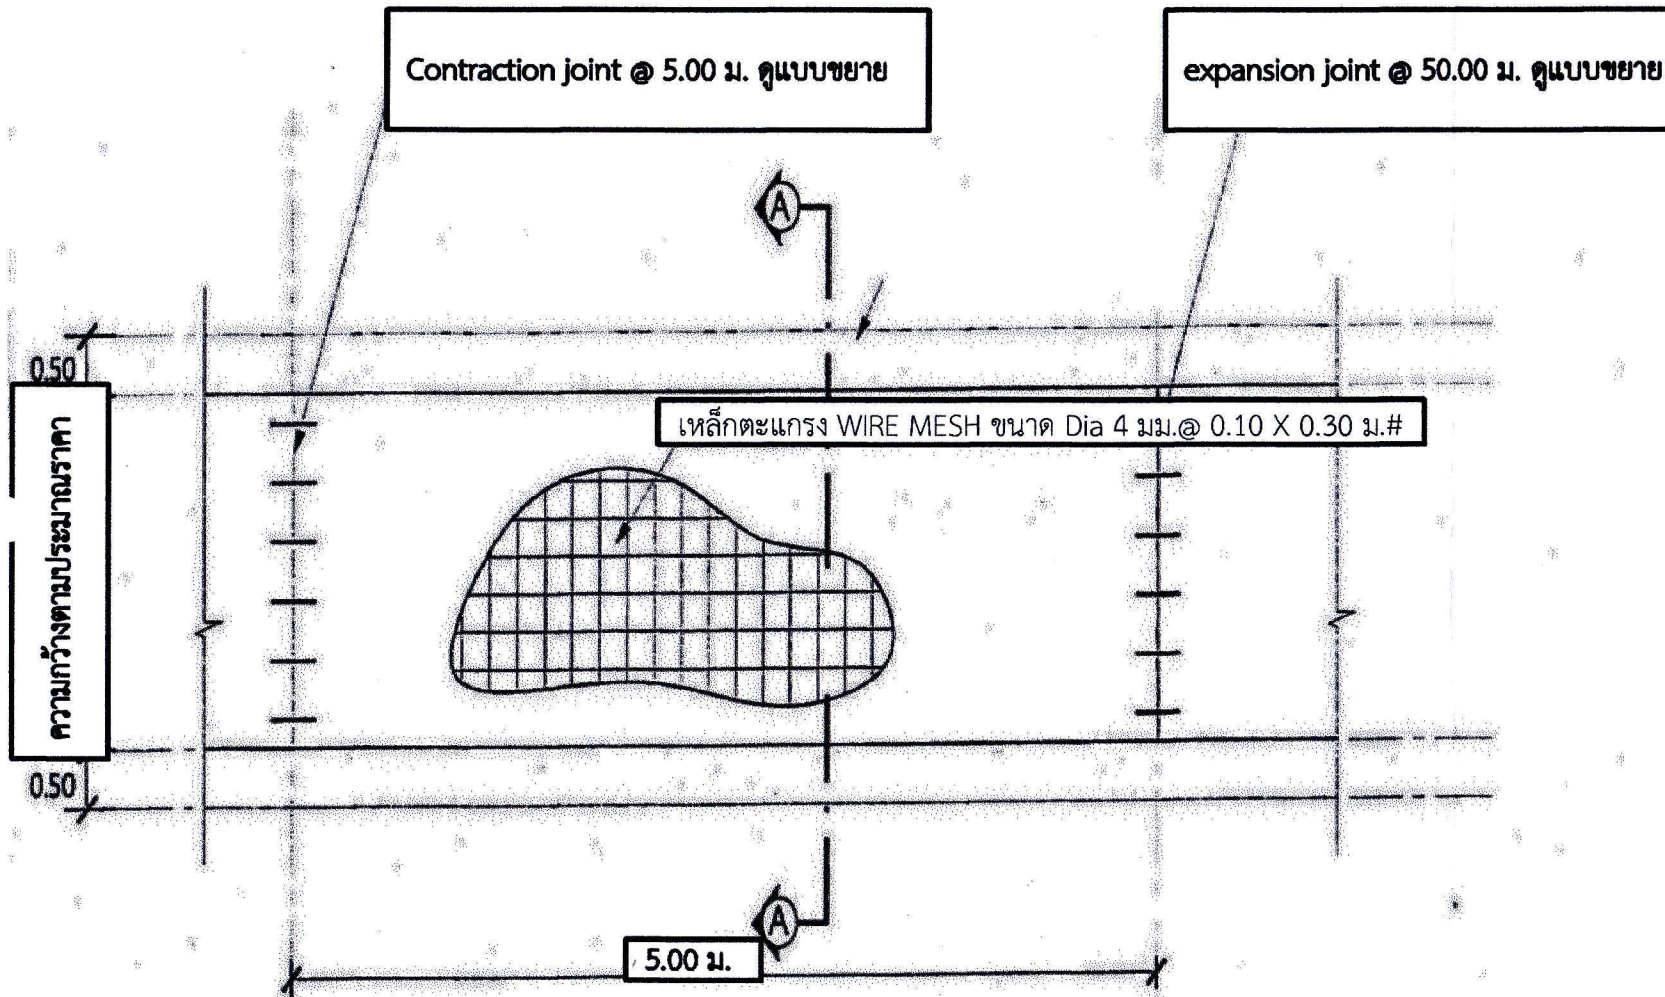 Contraction joint @ 5.00 ม. ดูแบบขยาย
expansion joint @ 50.00 ม. ดูแบบขยาย
A
0.50
เหล็กตะแกรง WIRE MESH ขนาด Dia 4 มม.@ 0.10 X 0.30 ม.#
ความกว้างตามประมาณราคา
0.50
A
5.00 ม.